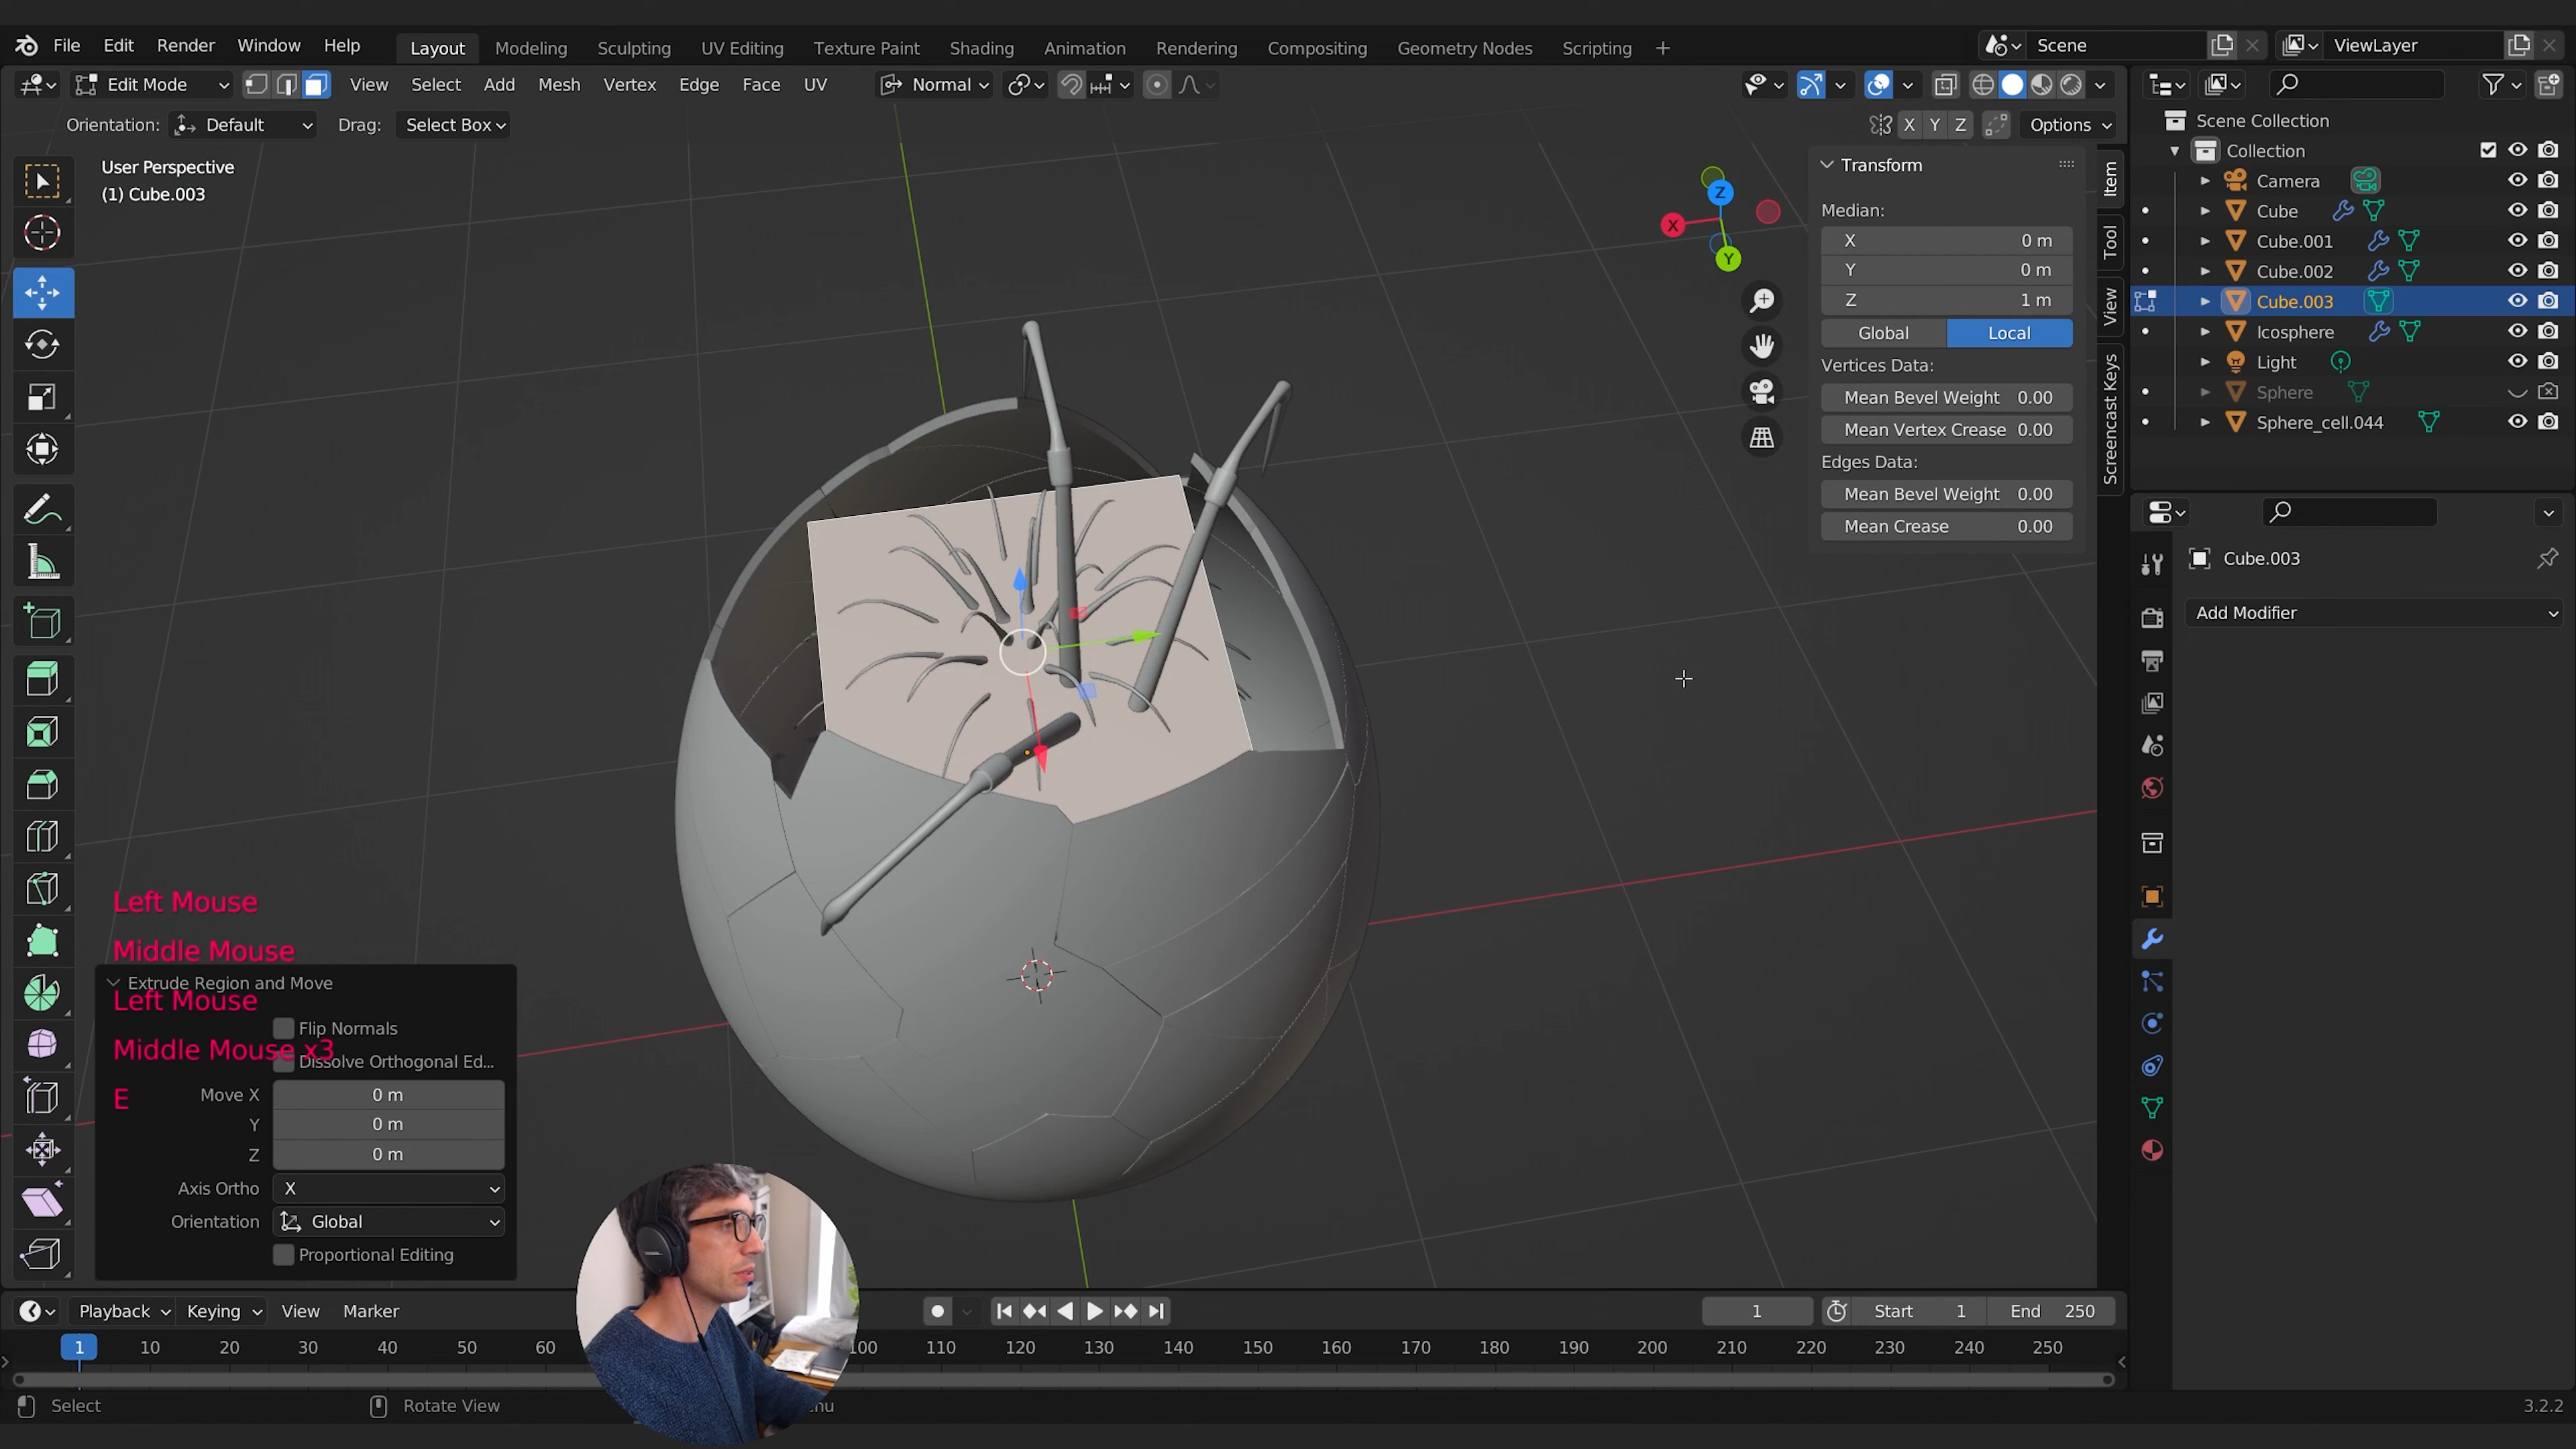 File Edit Render Window Help Layout Modeling Sculpting UV Editing Texture Paint Shading Animation Rendering Compositing Geometry Nodes Scripting Scene ViewLayer
Edit Mode View Select Add Mesh Vertex Edge Face UV Normal
Orientation: Default Drag: Select Box X Y Z Options
User Perspective
(1) Cube.003
Z
X
Y
Transform
Median:
X 0 m
Y 0 m
Z 1 m
Global Local
Vertices Data:
Mean Bevel Weight 0.00
Mean Vertex Crease 0.00
Edges Data:
Mean Bevel Weight 0.00
Mean Crease 0.00
Item
Tool
View
Screencast Keys
Scene Collection
Collection
Camera
Cube
Cube.001
Cube.002
Cube.003
Icosphere
Light
Sphere
Sphere_cell.044
Cube.003
Add Modifier
Left Mouse
Middle Mouse
Extrude Region and Move
Left Mouse
Flip Normals
Middle Mouse x3
Dissolve Orthogonal Ed...
E
Move X 0 m
Y 0 m
Z 0 m
Axis Ortho X
Orientation Global
Proportional Editing
Playback Keying View Marker 1 Start 1 End 250
1 10 20 30 40 50 60 100 110 120 130 140 150 160 170 180 190 200 210 220 230 240 250
Select Rotate View 3.2.2